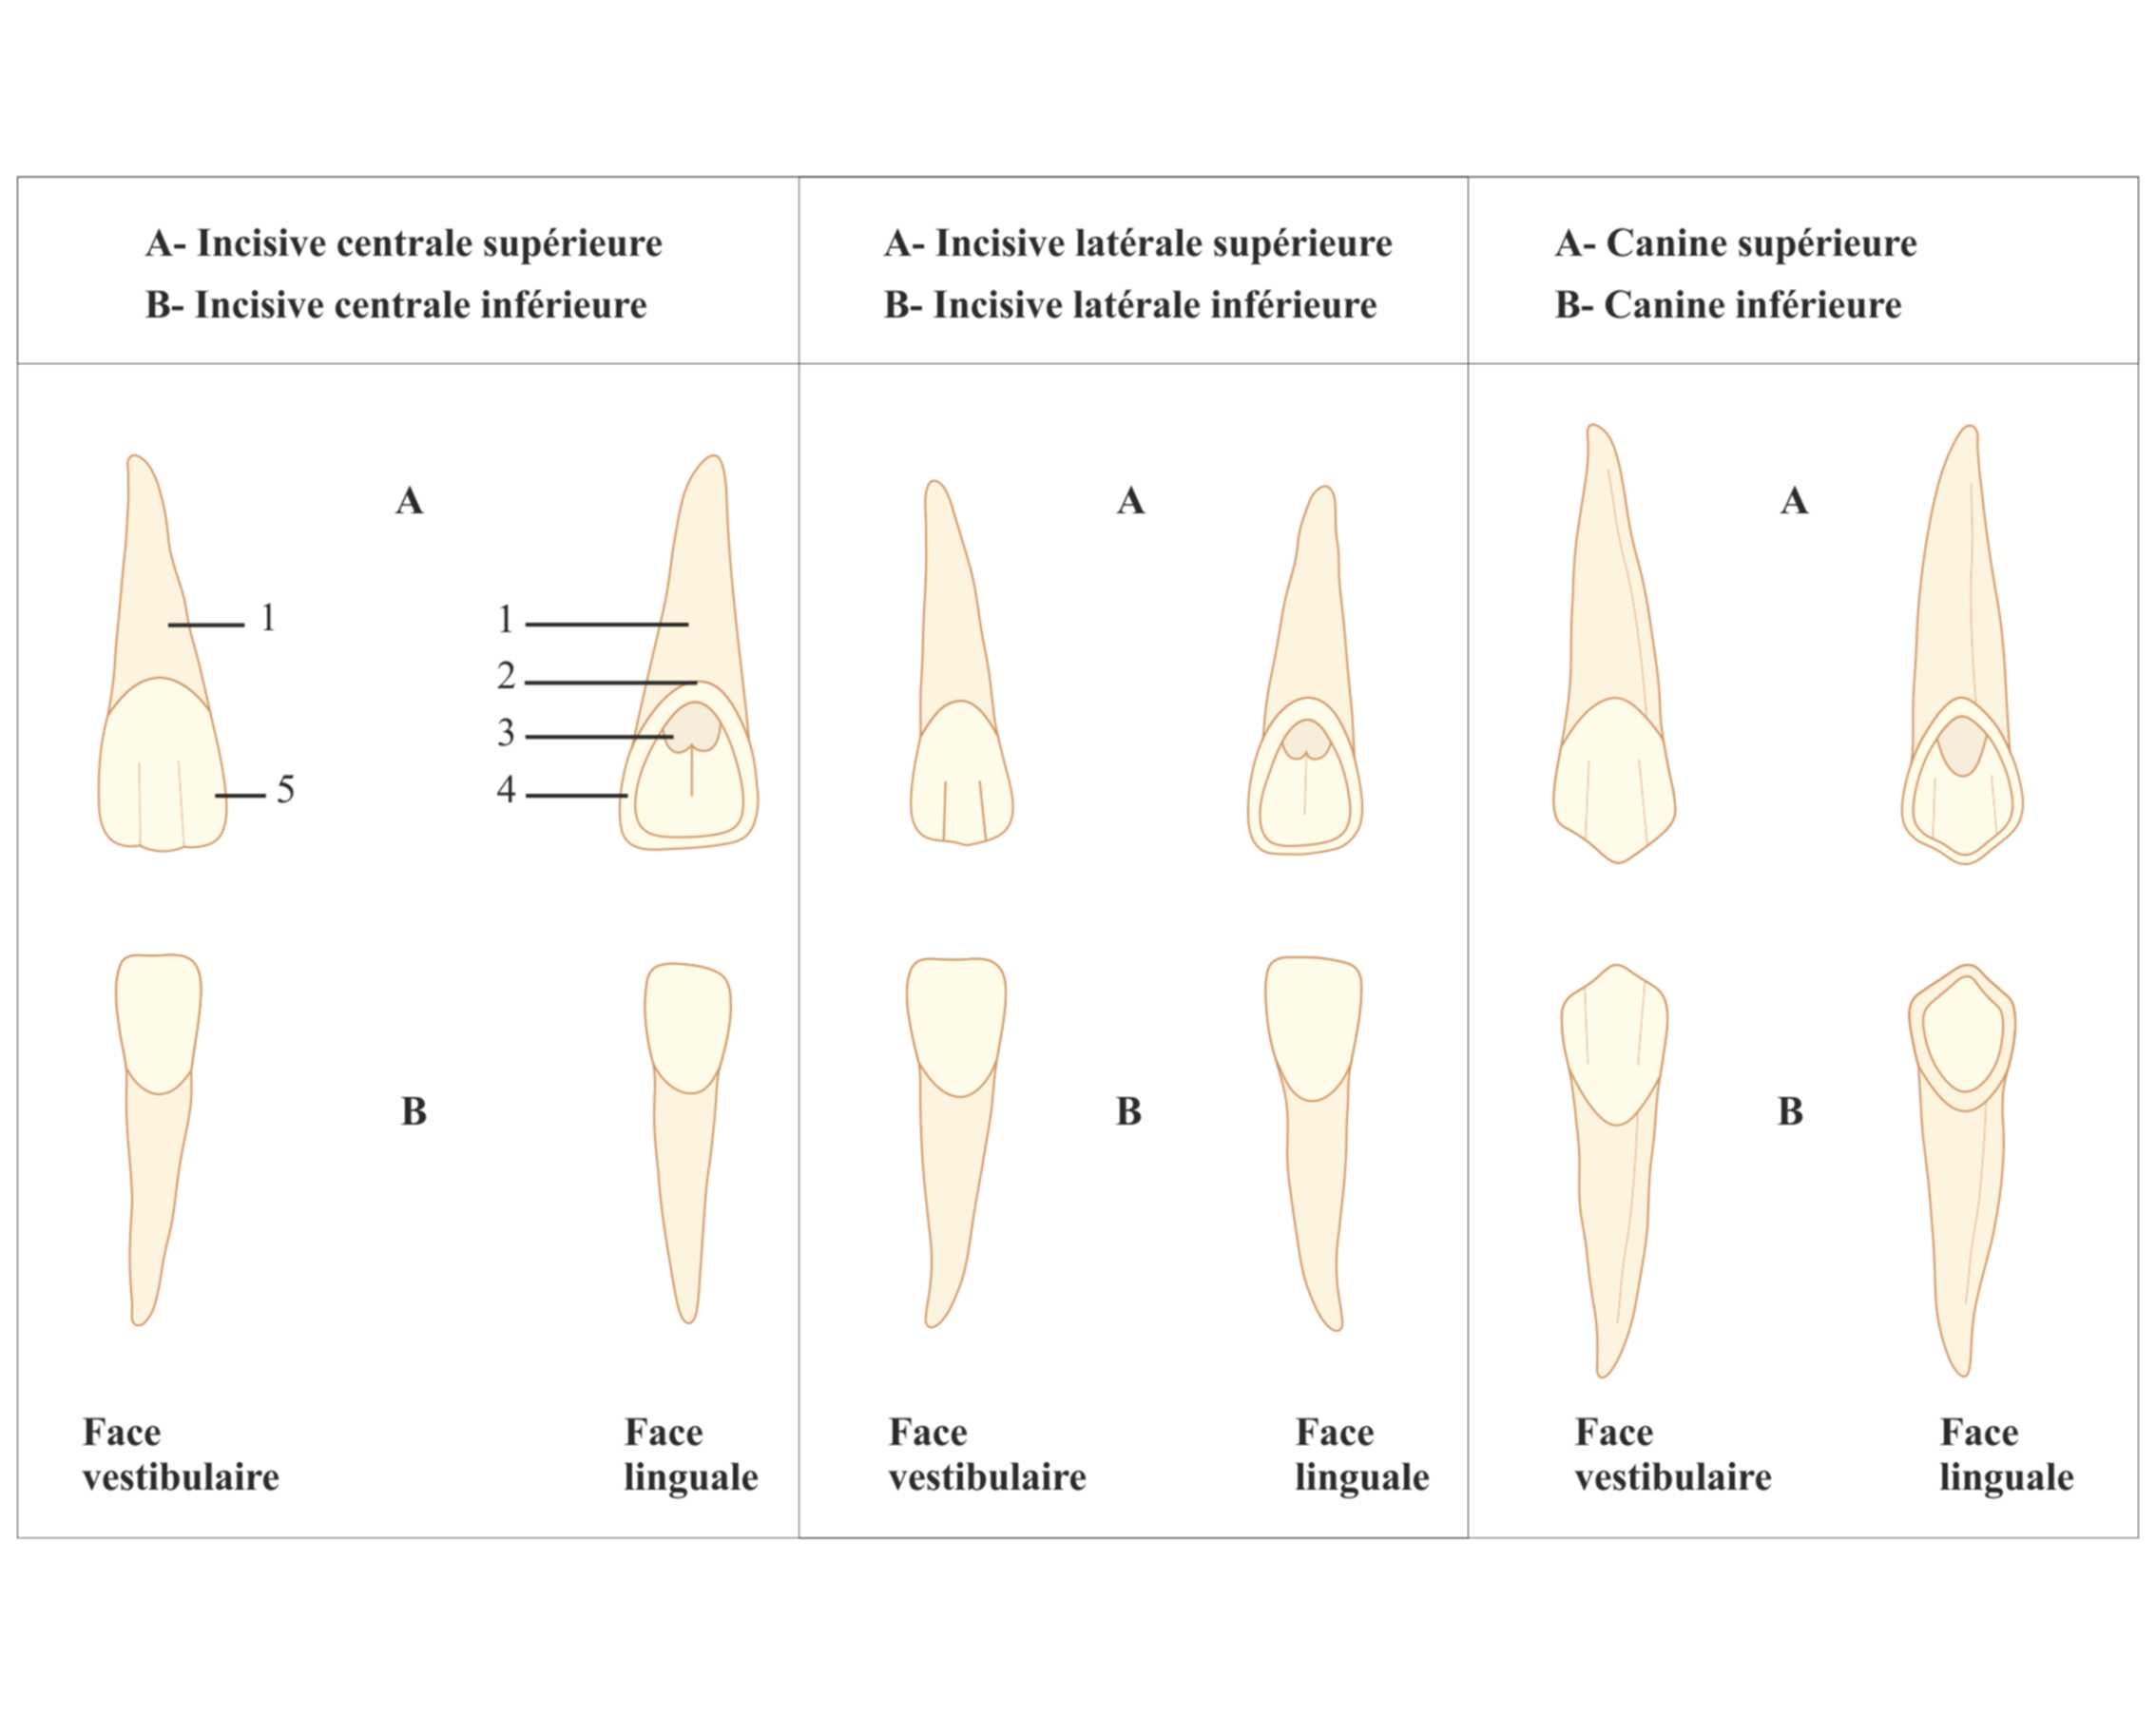 A- Incisive centrale supérieure
B- Incisive centrale inférieure
A- Incisive latérale supérieure
B- Incisive latérale inférieure
A- Canine supérieure
B- Canine inférieure
A
1
5
1
2
3
4
B
Face
vestibulaire
Face
linguale
A
B
Face
vestibulaire
Face
linguale
A
B
Face
vestibulaire
Face
linguale